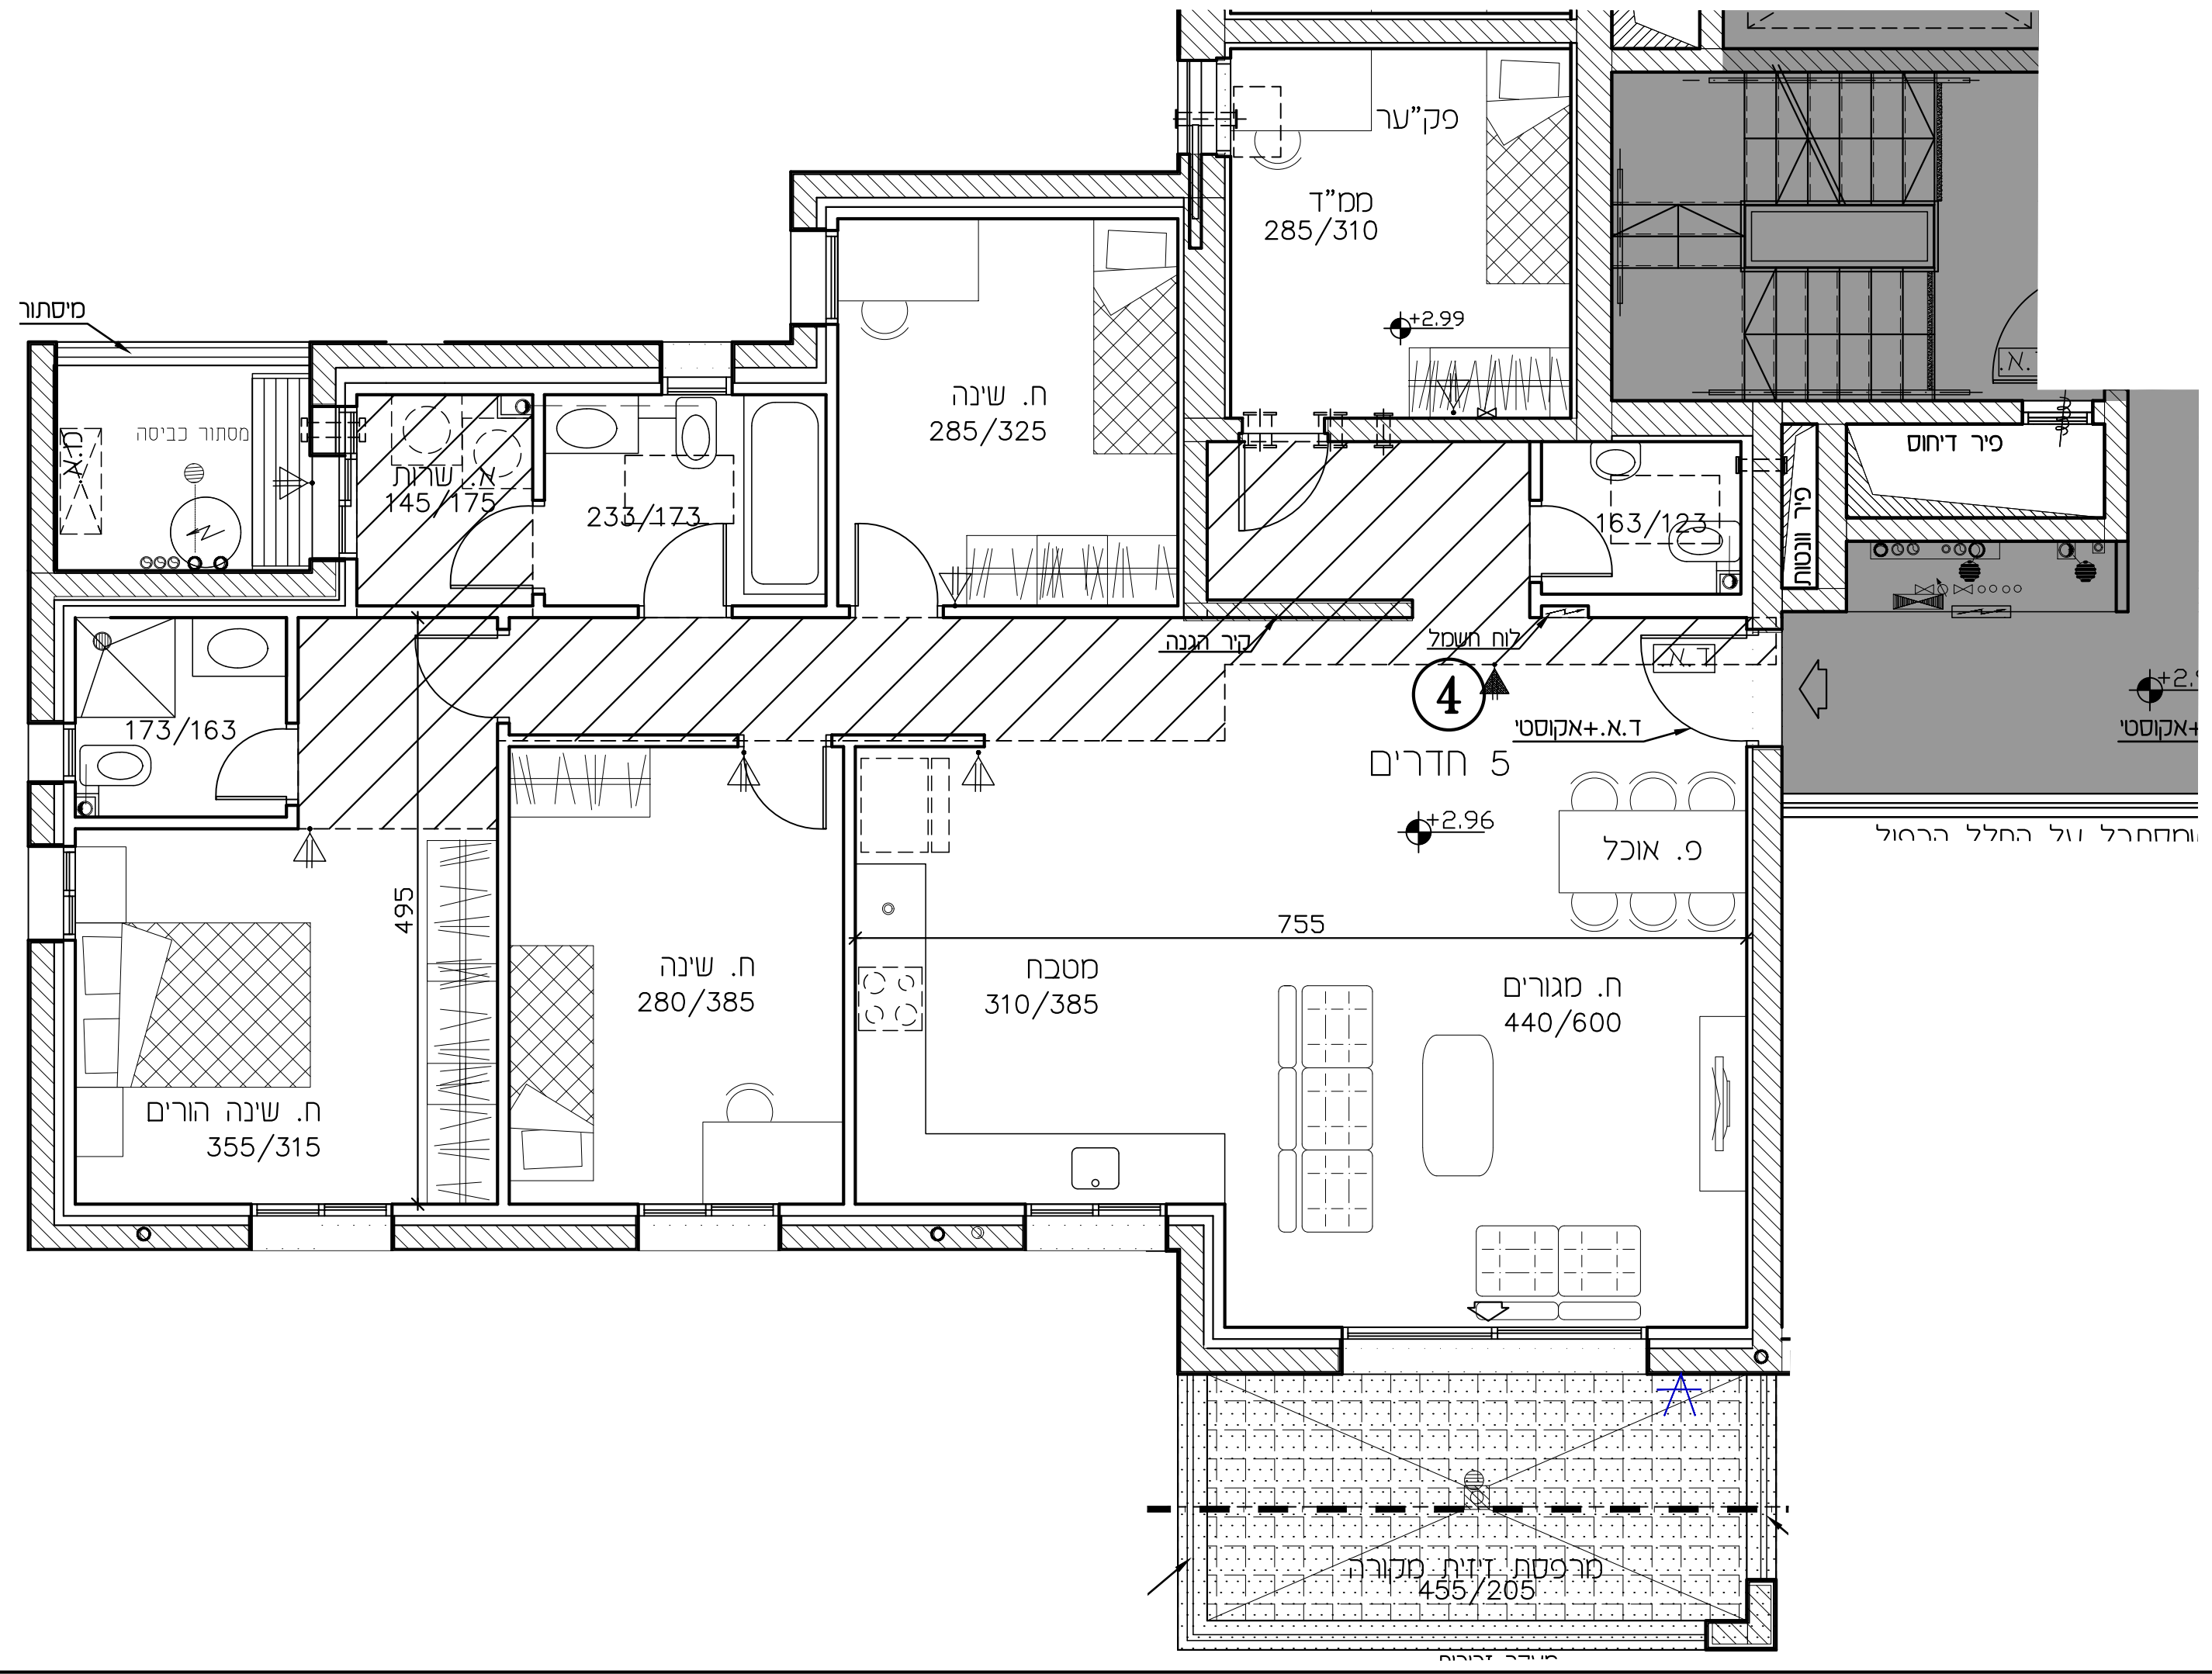 פק"ער
ממ"ד
285/310
+2.99
מיסתור
ח. שינה
285/325
מסתור כביסה
מ.א.
א. שרות
145/175
233/173
163/123
פיר דיחוס
פיר ונטות
ד.א.
קיר הגנה
לוח חשמל
ד.א.
4
ד.א.+אקוסטי
5 חדרים
+2.96
פ. אוכל
173/163
495
755
ח. שינה
280/385
מטבח
310/385
ח. מגורים
440/600
ח. שינה הורים
355/315
מרפסת זיזית מקורה
455/205